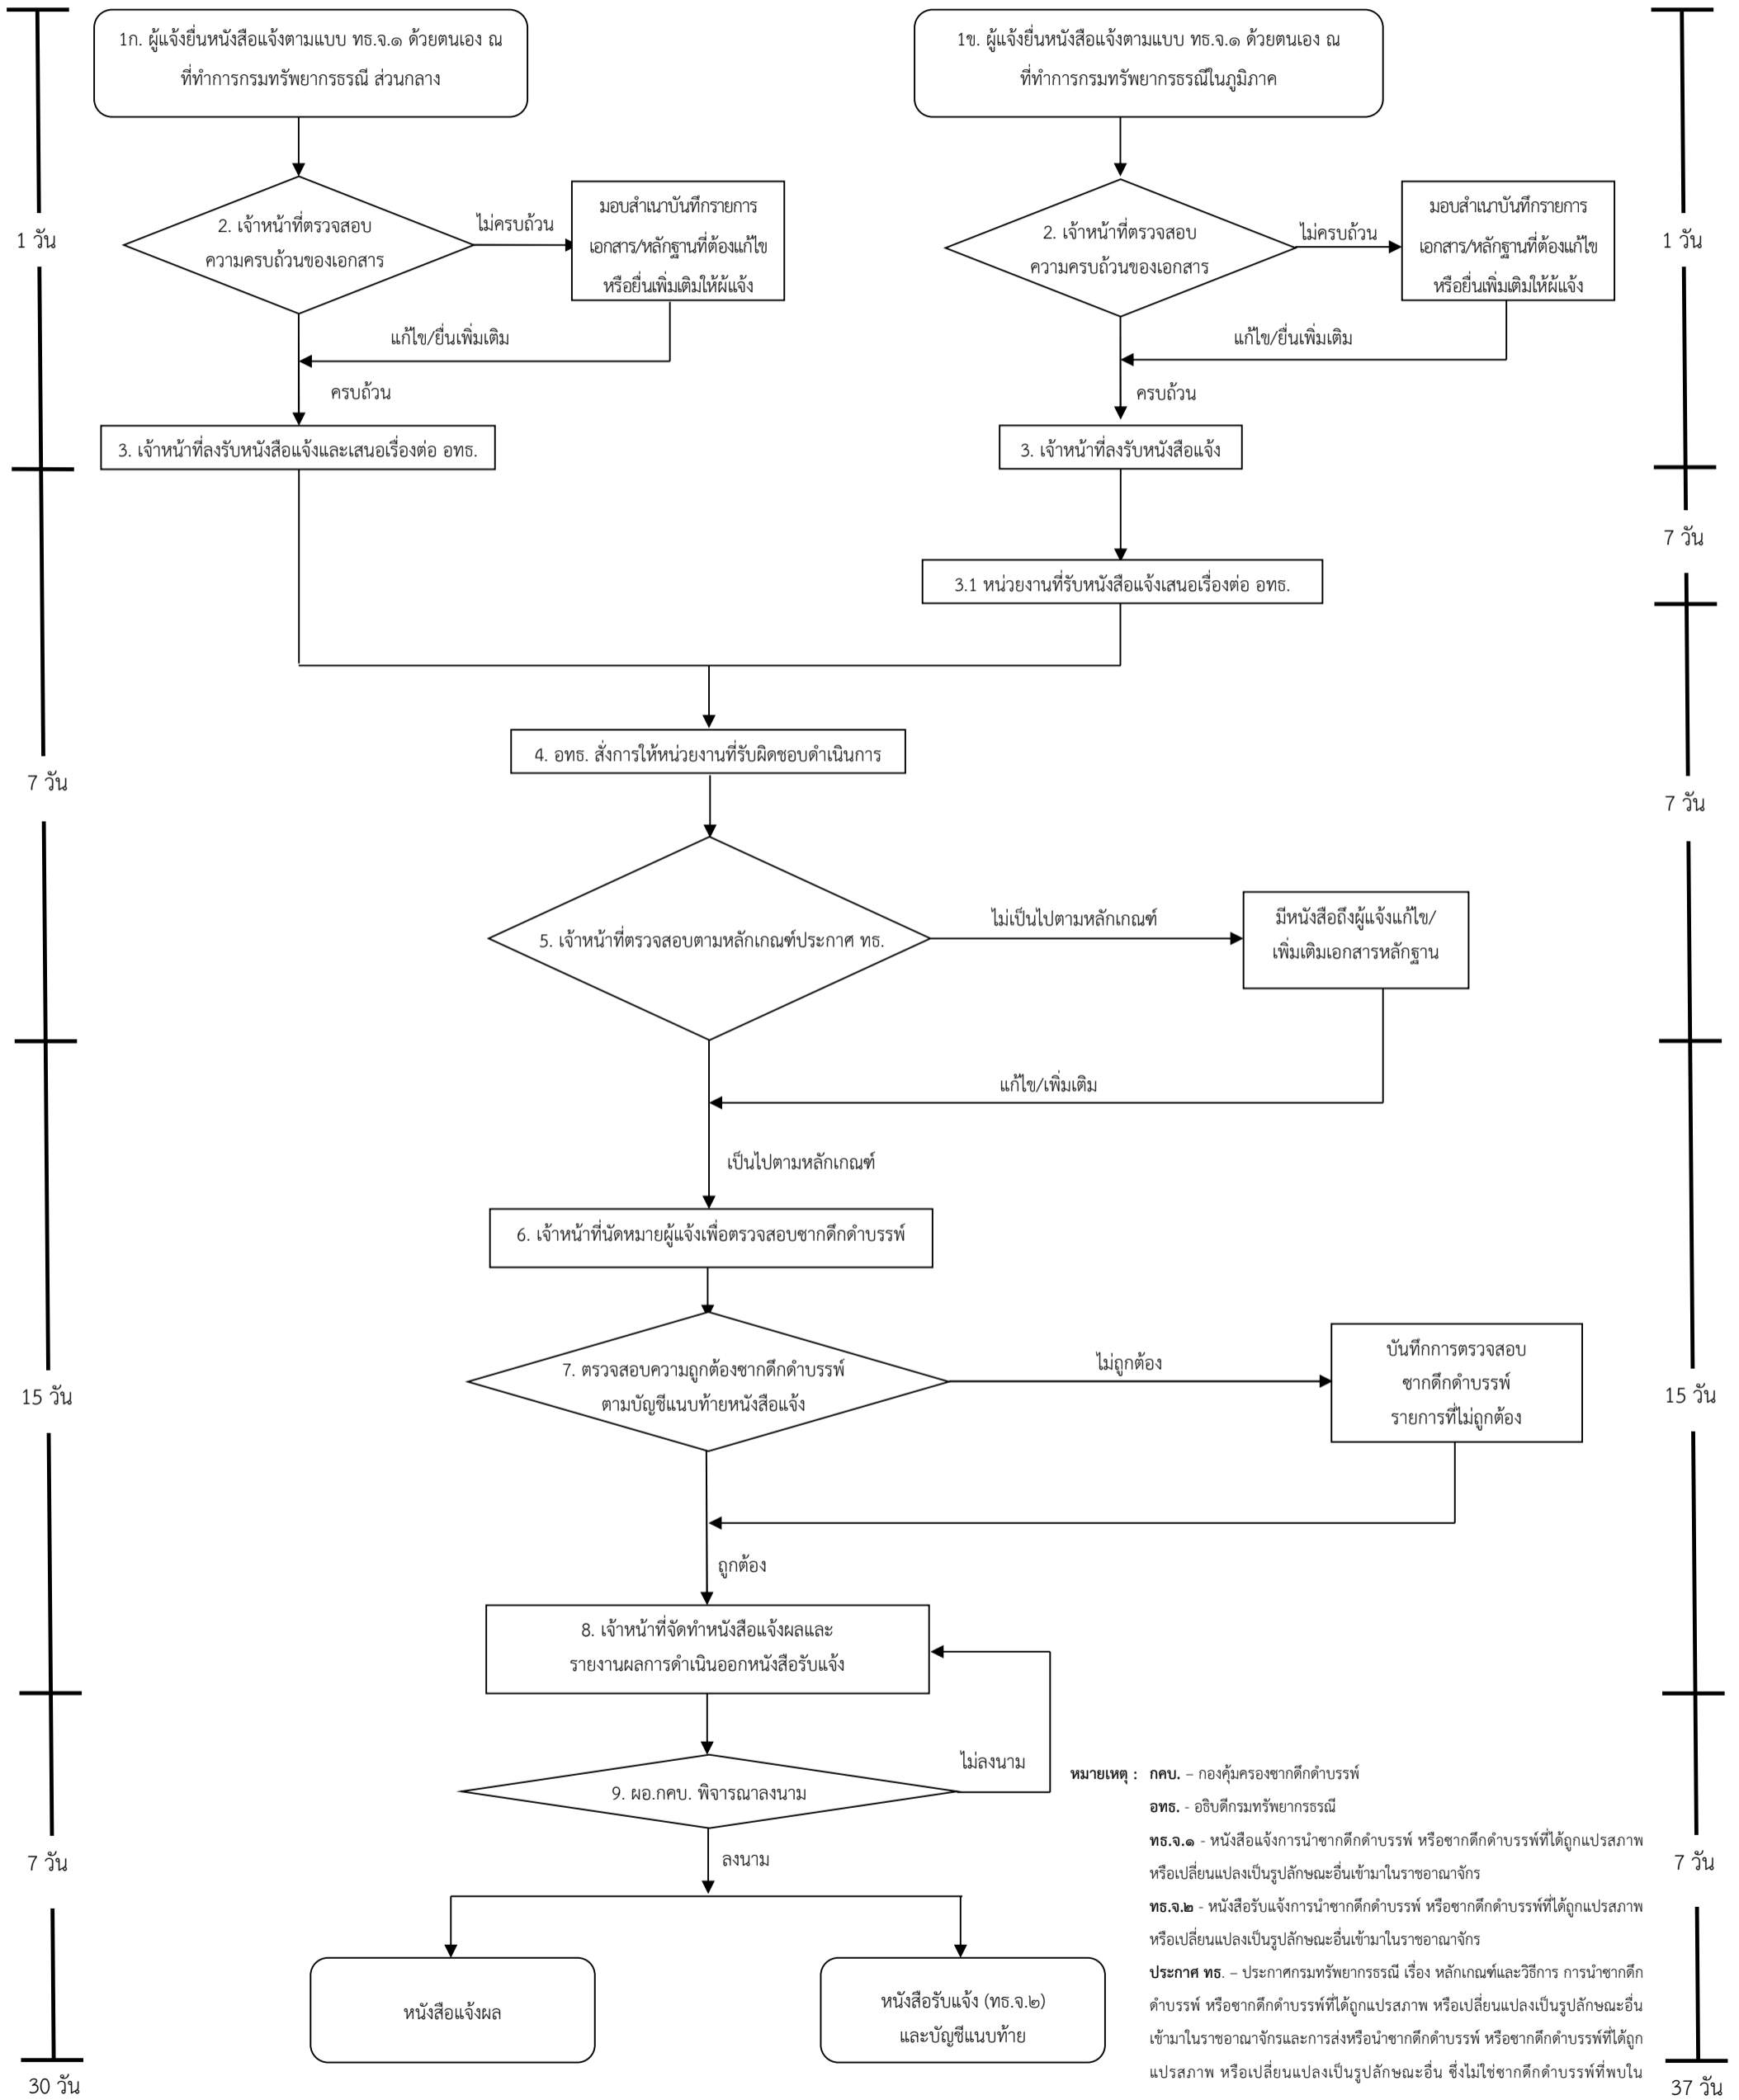 1ก. ผู้แจ้งยื่นหนังสือแจ้งตามแบบ ทธ.จ.๑ ด้วยตนเอง ณ
ที่ทำการกรมทรัพยากรธรณี ส่วนกลาง
1ข. ผู้แจ้งยื่นหนังสือแจ้งตามแบบ ทธ.จ.๑ ด้วยตนเอง ณ
ที่ทำการกรมทรัพยากรธรณีในภูมิภาค
1 วัน
2. เจ้าหน้าที่ตรวจสอบ
ความครบถ้วนของเอกสาร
ไม่ครบถ้วน
มอบสำเนาบันทึกรายการ
เอกสาร/หลักฐานที่ต้องแก้ไข
หรือยื่นเพิ่มเติมให้ผู้แจ้ง
2. เจ้าหน้าที่ตรวจสอบ
ความครบถ้วนของเอกสาร
ไม่ครบถ้วน
มอบสำเนาบันทึกรายการ
เอกสาร/หลักฐานที่ต้องแก้ไข
หรือยื่นเพิ่มเติมให้ผู้แจ้ง
1 วัน
แก้ไข/ยื่นเพิ่มเติม
แก้ไข/ยื่นเพิ่มเติม
ครบถ้วน
ครบถ้วน
3. เจ้าหน้าที่ลงรับหนังสือแจ้งและเสนอเรื่องต่อ อทธ.
3. เจ้าหน้าที่ลงรับหนังสือแจ้ง
7 วัน
3.1 หน่วยงานที่รับหนังสือแจ้งเสนอเรื่องต่อ อทธ.
4. อทธ. สั่งการให้หน่วยงานที่รับผิดชอบดำเนินการ
7 วัน
7 วัน
5. เจ้าหน้าที่ตรวจสอบตามหลักเกณฑ์ประกาศ ทธ.
ไม่เป็นไปตามหลักเกณฑ์
มีหนังสือถึงผู้แจ้งแก้ไข/
เพิ่มเติมเอกสารหลักฐาน
แก้ไข/เพิ่มเติม
เป็นไปตามหลักเกณฑ์
6. เจ้าหน้าที่นัดหมายผู้แจ้งเพื่อตรวจสอบซากดึกดำบรรพ์
7. ตรวจสอบความถูกต้องซากดึกดำบรรพ์
ตามบัญชีแนบท้ายหนังสือแจ้ง
ไม่ถูกต้อง
บันทึกการตรวจสอบ
ซากดึกดำบรรพ์
รายการที่ไม่ถูกต้อง
15 วัน
15 วัน
ถูกต้อง
8. เจ้าหน้าที่จัดทำหนังสือแจ้งผลและ
รายงานผลการดำเนินออกหนังสือรับแจ้ง
ไม่ลงนาม
9. ผอ.กคบ. พิจารณาลงนาม
ลงนาม
7 วัน
7 วัน
หนังสือแจ้งผล
หนังสือรับแจ้ง (ทธ.จ.๒)
และบัญชีแนบท้าย
หมายเหตุ : กคบ. – กองคุ้มครองซากดึกดำบรรพ์
อทธ. - อธิบดีกรมทรัพยากรธรณี
ทธ.จ.๑ - หนังสือแจ้งการนำซากดึกดำบรรพ์ หรือซากดึกดำบรรพ์ที่ได้ถูกแปรสภาพ
หรือเปลี่ยนแปลงเป็นรูปลักษณะอื่นเข้ามาในราชอาณาจักร
ทธ.จ.๒ - หนังสือรับแจ้งการนำซากดึกดำบรรพ์ หรือซากดึกดำบรรพ์ที่ได้ถูกแปรสภาพ
หรือเปลี่ยนแปลงเป็นรูปลักษณะอื่นเข้ามาในราชอาณาจักร
ประกาศ ทธ. – ประกาศกรมทรัพยากรธรณี เรื่อง หลักเกณฑ์และวิธีการ การนำซากดึก
ดำบรรพ์ หรือซากดึกดำบรรพ์ที่ได้ถูกแปรสภาพ หรือเปลี่ยนแปลงเป็นรูปลักษณะอื่น
เข้ามาในราชอาณาจักรและการส่งหรือนำซากดึกดำบรรพ์ หรือซากดึกดำบรรพ์ที่ได้ถูก
แปรสภาพ หรือเปลี่ยนแปลงเป็นรูปลักษณะอื่น ซึ่งไม่ใช่ซากดึกดำบรรพ์ที่พบใน
30 วัน
37 วัน